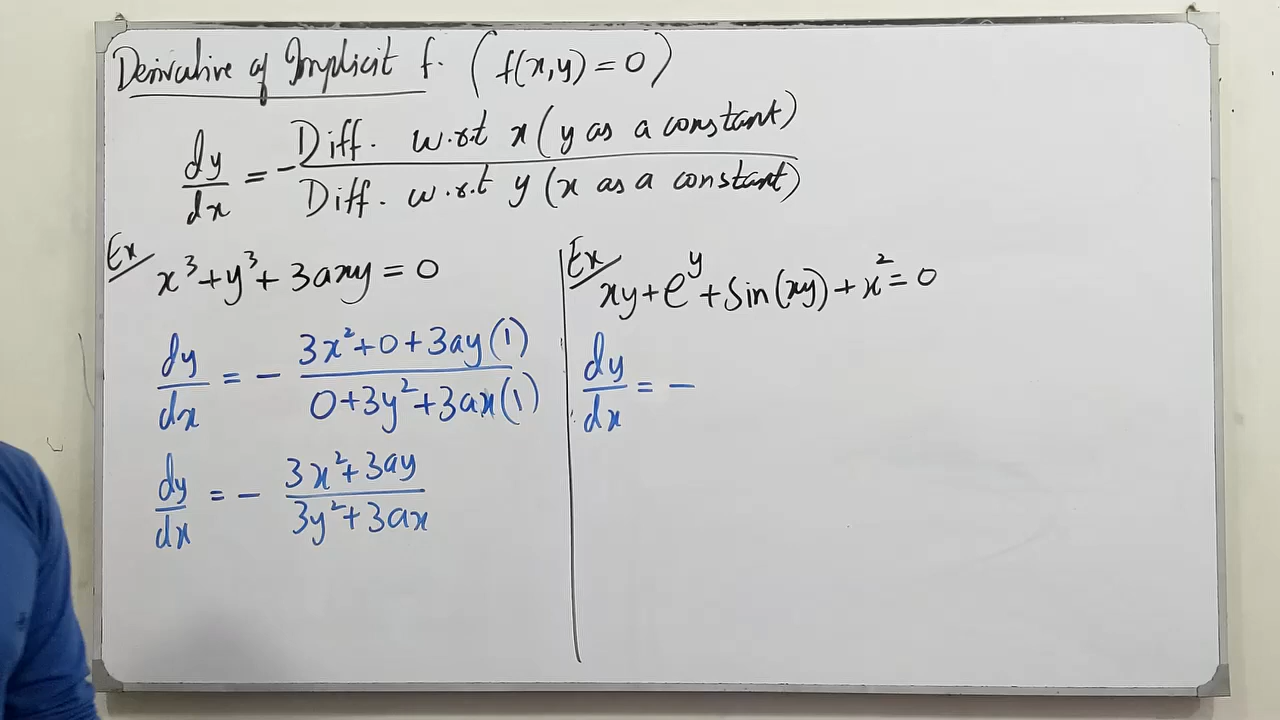 Derivative of Implicit f. (f(x,y) = 0)
dy/dx = - Diff. w.r.t x (y as a constant) / Diff. w.r.t y (x as a constant)
Ex x³+y³+3axy = 0
dy/dx = - (3x²+0+3ay(1)) / (0+3y²+3ax(1))
dy/dx = - (3x²+3ay) / (3y²+3ax)
Ex xy+e^y+Sin(xy)+x² = 0
dy/dx = -